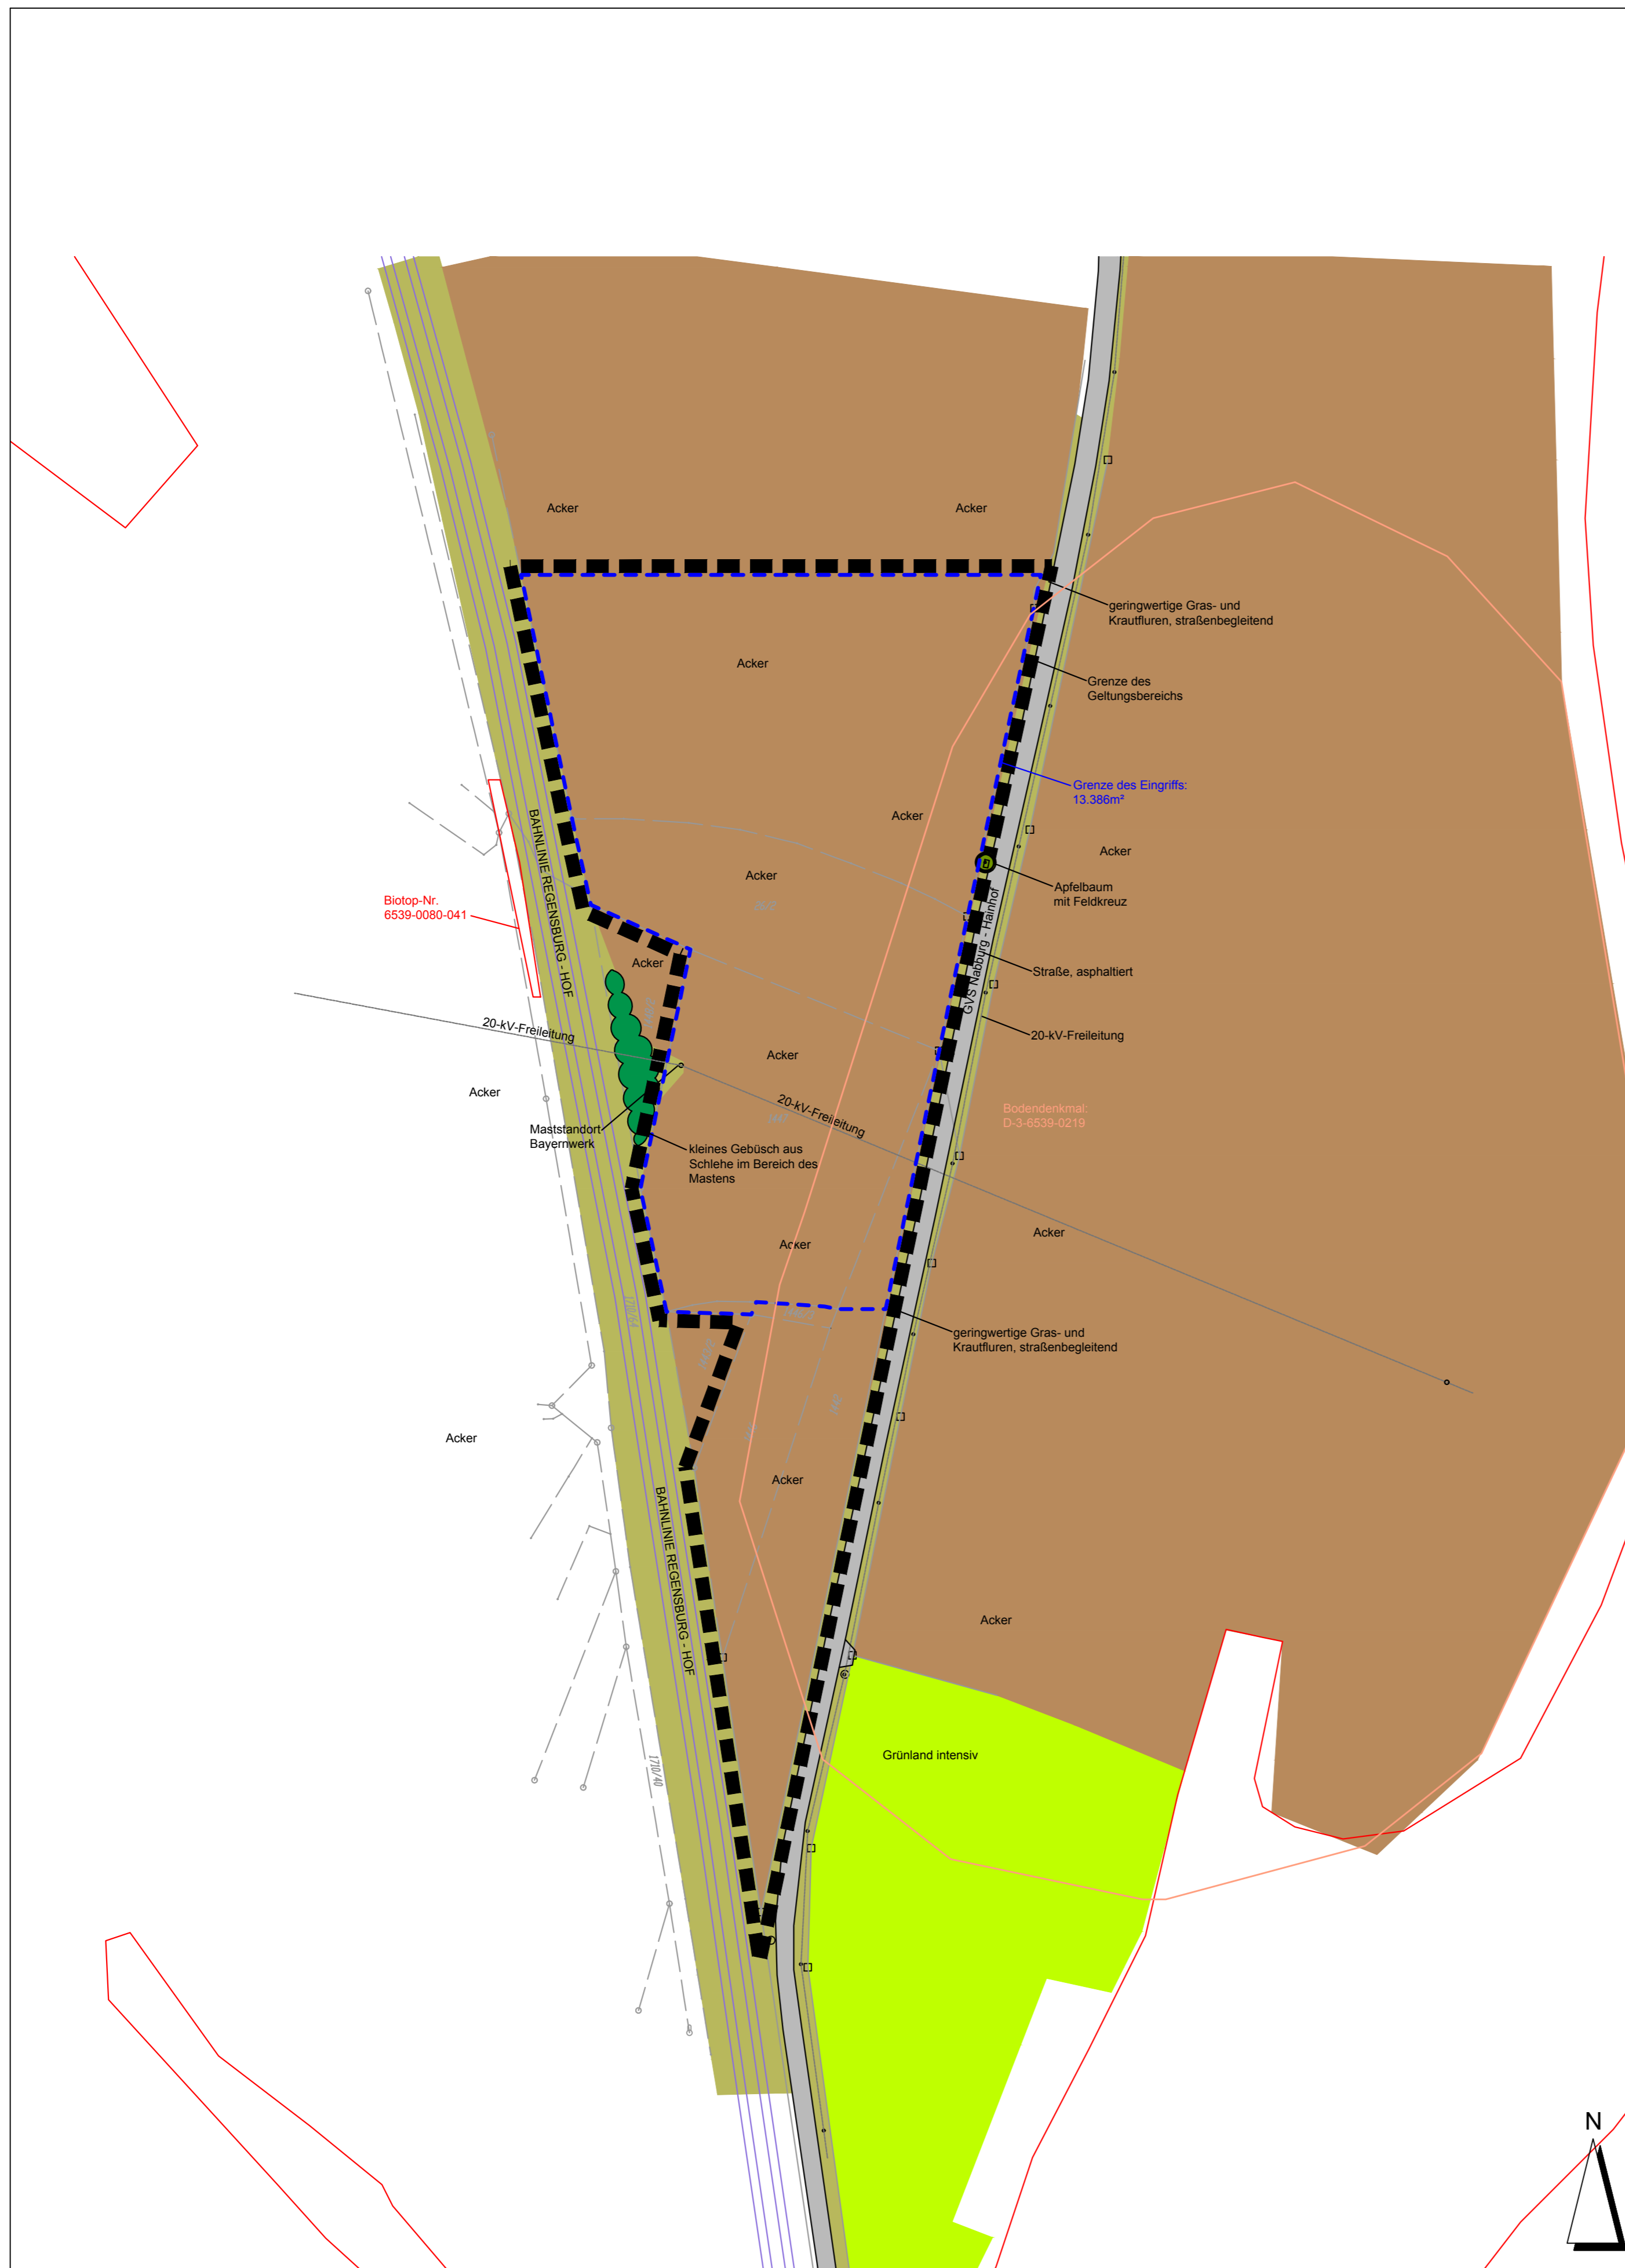 Acker
Acker
geringwertige Gras- und
Krautfluren, straßenbegleitend
Acker
Grenze des
Geltungsbereichs
Grenze des Eingriffs:
13.386m²
Acker
Acker
BAHNLINIE REGENSBURG - HOF
Acker
Apfelbaum
mit Feldkreuz
Biotop-Nr.
6539-0080-041
GVS Nabburg - Hainhof
Acker
Straße, asphaltiert
20-kV-Freileitung
20-kV-Freileitung
Acker
Acker
20-kV-Freileitung
Bodendenkmal:
D-3-6539-0219
Maststandort
Bayernwerk
kleines Gebüsch aus
Schlehe im Bereich des
Mastens
Acker
Acker
1710/64
geringwertige Gras- und
Krautfluren, straßenbegleitend
Acker
Acker
BAHNLINIE REGENSBURG - HOF
Acker
Grünland intensiv
1710/40
N